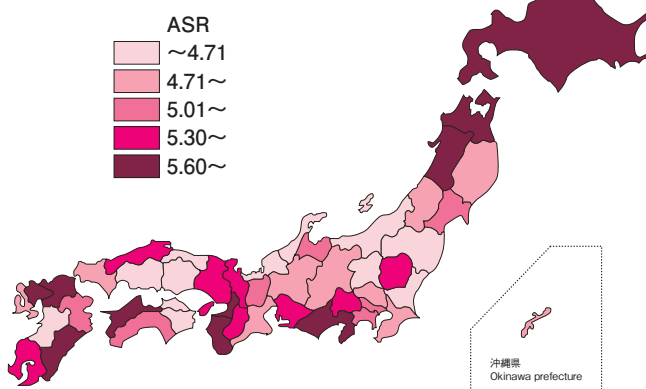 ASR
～4.71
4.71～
5.01～
5.30～
5.60～
沖縄県
Okinawa prefecture